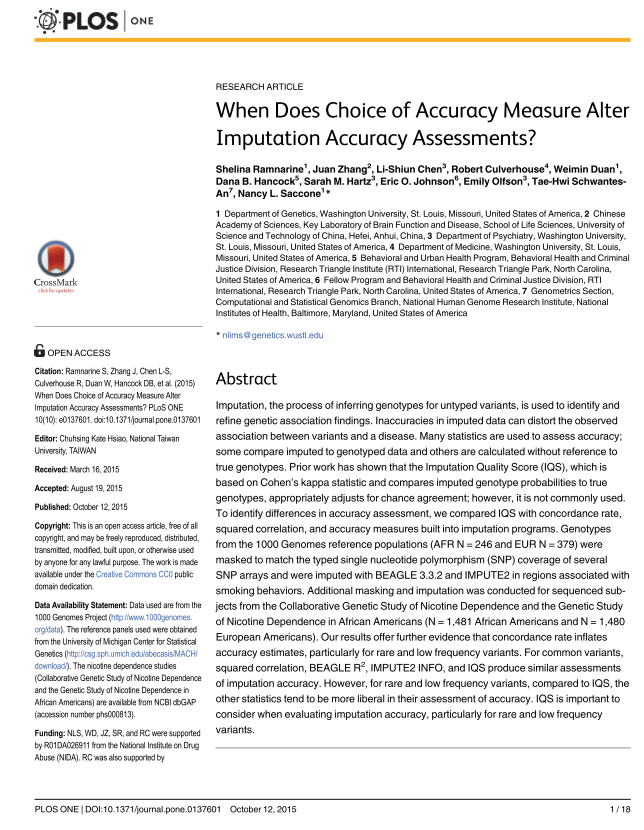 PLOS | ONE
RESEARCH ARTICLE
When Does Choice of Accuracy Measure Alter
Imputation Accuracy Assessments?
Shelina Ramnarine1, Juan Zhang2, Li-Shiun Chen3, Robert Culverhouse4, Weimin Duan1,
Dana B. Hancock5, Sarah M. Hartz3, Eric O. Johnson6, Emily Olfson3, Tae-Hwi Schwantes-
An7, Nancy L. Saccone1*
1 Department of Genetics, Washington University, St. Louis, Missouri, United States of America, 2 Chinese
Academy of Sciences, Key Laboratory of Brain Function and Disease, School of Life Sciences, University of
Science and Technology of China, Hefei, Anhui, China, 3 Department of Psychiatry, Washington University,
St. Louis, Missouri, United States of America, 4 Department of Medicine, Washington University, St. Louis,
Missouri, United States of America, 5 Behavioral and Urban Health Program, Behavioral Health and Criminal
Justice Division, Research Triangle Institute (RTI) International, Research Triangle Park, North Carolina,
United States of America, 6 Fellow Program and Behavioral Health and Criminal Justice Division, RTI
International, Research Triangle Park, North Carolina, United States of America, 7 Genometrics Section,
Computational and Statistical Genomics Branch, National Human Genome Research Institute, National
Institutes of Health, Baltimore, Maryland, United States of America
* nlims@genetics.wustl.edu
Abstract
Imputation, the process of inferring genotypes for untyped variants, is used to identify and
refine genetic association findings. Inaccuracies in imputed data can distort the observed
association between variants and a disease. Many statistics are used to assess accuracy;
some compare imputed to genotyped data and others are calculated without reference to
true genotypes. Prior work has shown that the Imputation Quality Score (IQS), which is
based on Cohen's kappa statistic and compares imputed genotype probabilities to true
genotypes, appropriately adjusts for chance agreement; however, it is not commonly used.
To identify differences in accuracy assessment, we compared IQS with concordance rate,
squared correlation, and accuracy measures built into imputation programs. Genotypes
from the 1000 Genomes reference populations (AFR N = 246 and EUR N = 379) were
masked to match the typed single nucleotide polymorphism (SNP) coverage of several
SNP arrays and were imputed with BEAGLE 3.3.2 and IMPUTE2 in regions associated with
smoking behaviors. Additional masking and imputation was conducted for sequenced sub-
jects from the Collaborative Genetic Study of Nicotine Dependence and the Genetic Study
of Nicotine Dependence in African Americans (N = 1,481 African Americans and N = 1,480
European Americans). Our results offer further evidence that concordance rate inflates
accuracy estimates, particularly for rare and low frequency variants. For common variants,
squared correlation, BEAGLE R2, IMPUTE2 INFO, and IQS produce similar assessments
of imputation accuracy. However, for rare and low frequency variants, compared to IQS, the
other statistics tend to be more liberal in their assessment of accuracy. IQS is important to
consider when evaluating imputation accuracy, particularly for rare and low frequency
variants.
CrossMark
click for updates
OPEN ACCESS
Citation: Ramnarine S, Zhang J, Chen L-S,
Culverhouse R, Duan W, Hancock DB, et al. (2015)
When Does Choice of Accuracy Measure Alter
Imputation Accuracy Assessments? PLoS ONE
10(10): e0137601. doi:10.1371/journal.pone.0137601
Editor: Chuhsing Kate Hsiao, National Taiwan
University, TAIWAN
Received: March 16, 2015
Accepted: August 19, 2015
Published: October 12, 2015
Copyright: This is an open access article, free of all
copyright, and may be freely reproduced, distributed,
transmitted, modified, built upon, or otherwise used
by anyone for any lawful purpose. The work is made
available under the Creative Commons CC0 public
domain dedication.
Data Availability Statement: Data used are from the
1000 Genomes Project (http://www.1000genomes.
org/data). The reference panels used were obtained
from the University of Michigan Center for Statistical
Genetics (http://csg.sph.umich.edu/abecasis/MACH/
download/). The nicotine dependence studies
(Collaborative Genetic Study of Nicotine Dependence
and the Genetic Study of Nicotine Dependence in
African Americans) are available from NCBI dbGAP
(accession number phs000813).
Funding: NLS, WD, JZ, SR, and RC were supported
by R01DA026911 from the National Institute on Drug
Abuse (NIDA). RC was also supported by
PLOS ONE | DOI:10.1371/journal.pone.0137601 October 12, 2015
1 / 18